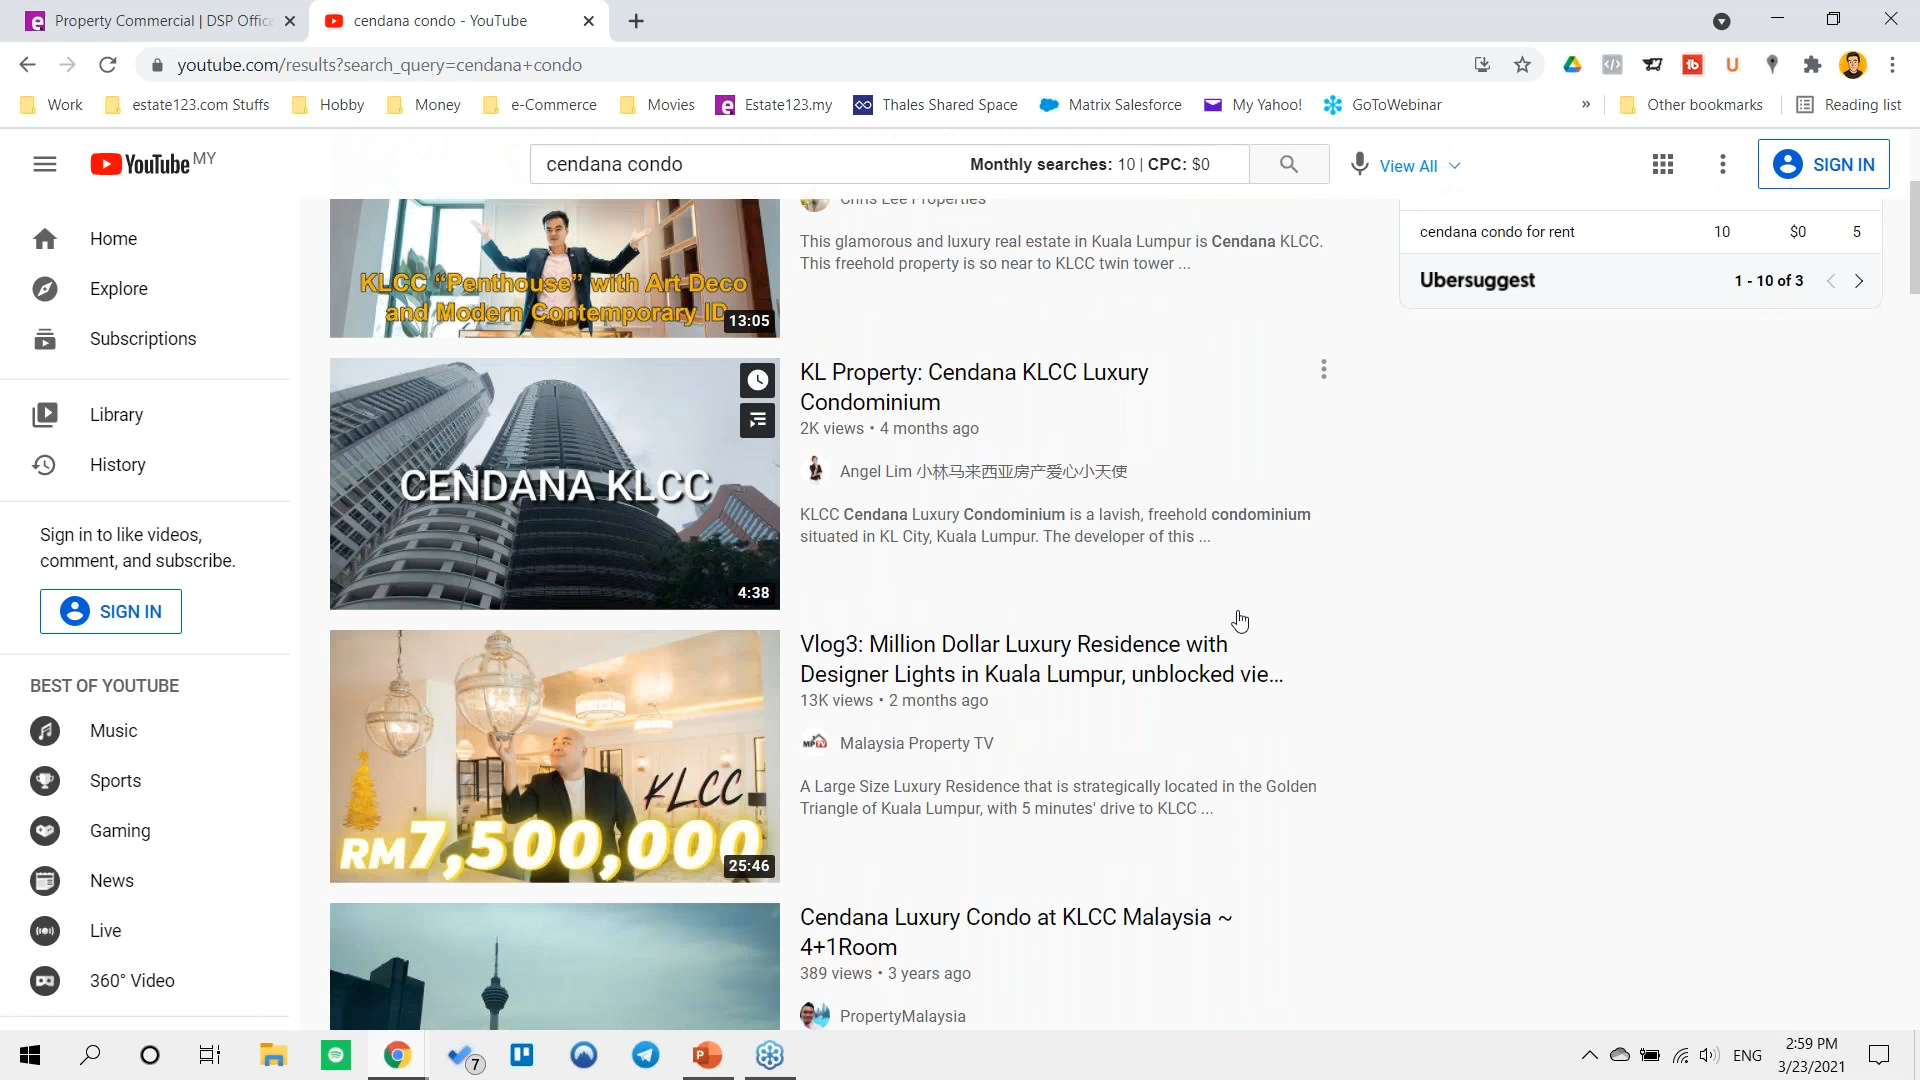 Property Commercial | DSP Office
cendana condo - YouTube
youtube.com/results?search_query=cendana+condo
Work
estate123.com Stuffs
Hobby
Money
e-Commerce
Movies
Estate123.my
Thales Shared Space
Matrix Salesforce
My Yahoo!
GoToWebinar
»
Other bookmarks
Reading list
YouTube MY
cendana condo
Monthly searches: 10 | CPC: $0
View All
SIGN IN
Home
Explore
Subscriptions
Library
History
Sign in to like videos,
comment, and subscribe.
SIGN IN
BEST OF YOUTUBE
Music
Sports
Gaming
News
Live
360° Video
KLCC "Penthouse" with Art Deco
and Modern Contemporary ID
13:05
Chris Lee Properties
This glamorous and luxury real estate in Kuala Lumpur is Cendana KLCC.
This freehold property is so near to KLCC twin tower ...
CENDANA KLCC
4:38
KL Property: Cendana KLCC Luxury
Condominium
2K views • 4 months ago
Angel Lim 小林马来西亚房产爱心小天使
KLCC Cendana Luxury Condominium is a lavish, freehold condominium
situated in KL City, Kuala Lumpur. The developer of this ...
KLCC
RM7,500,000
25:46
Vlog3: Million Dollar Luxury Residence with
Designer Lights in Kuala Lumpur, unblocked vie...
13K views • 2 months ago
MPTV
Malaysia Property TV
A Large Size Luxury Residence that is strategically located in the Golden
Triangle of Kuala Lumpur, with 5 minutes' drive to KLCC ...
Cendana Luxury Condo at KLCC Malaysia ~
4+1Room
389 views • 3 years ago
PropertyMalaysia
cendana condo for rent 10 $0 5
Ubersuggest
1 - 10 of 3
7
ENG
2:59 PM
3/23/2021